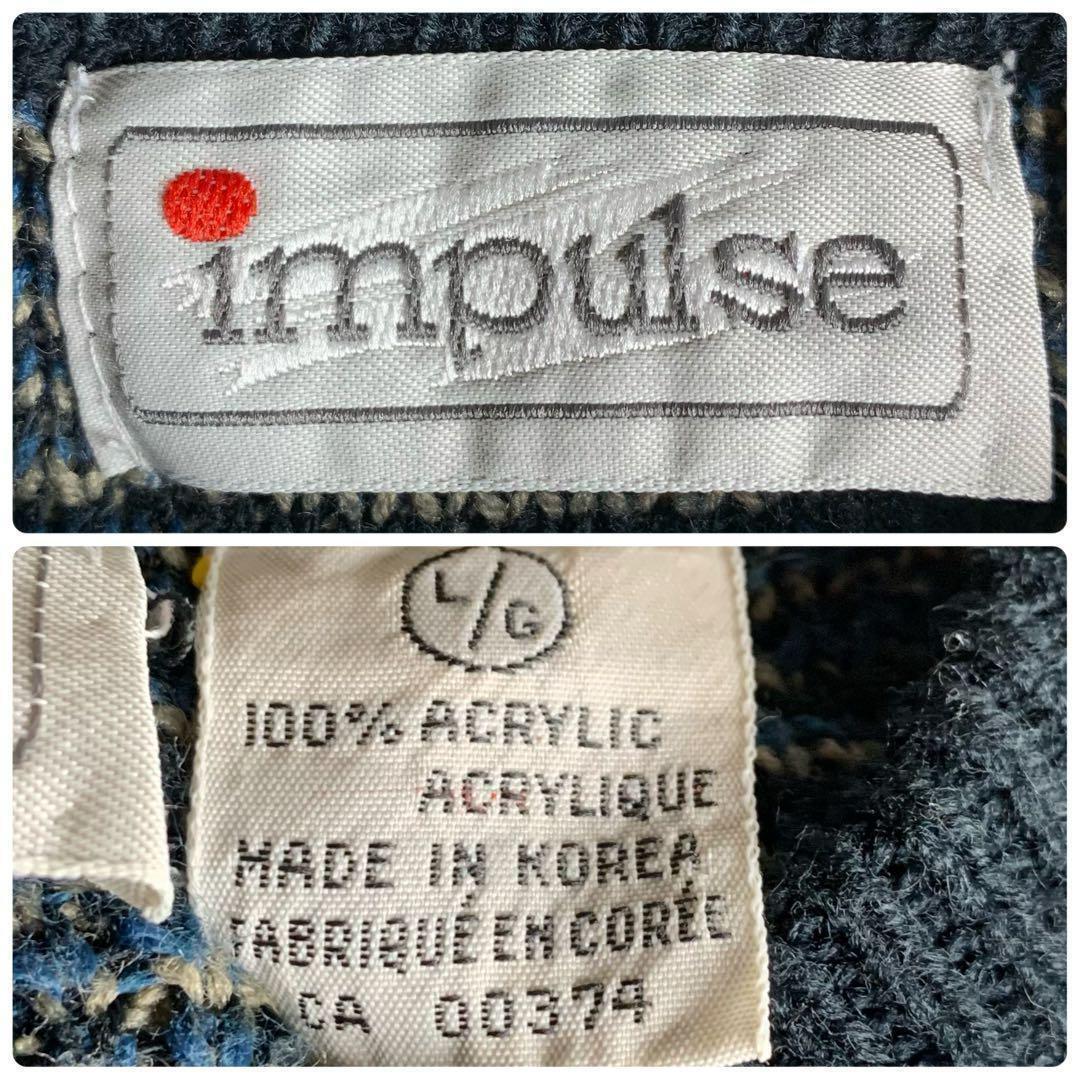 impulse
L/G
100% ACRYLIC
ACRYLIQUE
MADE IN KOREA
FABRIQUÉ EN CORÉE
CA 00374